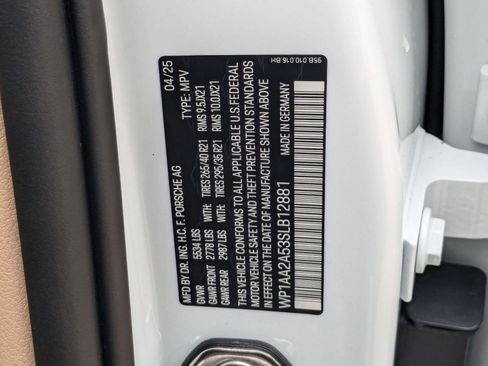 95B.010.016.BH
04/25
MFD BY DR. ING. H.C. F. PORSCHE AG TYPE: MPV
GVWR 5534 LBS
GAWR FRONT 2778 LBS WITH: TIRES 265/40 R21 RIMS 9.5JX21
GAWR REAR 2987 LBS WITH: TIRES 295/35 R21 RIMS 10.0JX21
THIS VEHICLE CONFORMS TO ALL APPLICABLE U.S.FEDERAL
MOTOR VEHICLE SAFETY AND THEFT PREVENTION STANDARDS
IN EFFECT ON THE DATE OF MANUFACTURE SHOWN ABOVE
WP1AA2A53SLB12881 MADE IN GERMANY